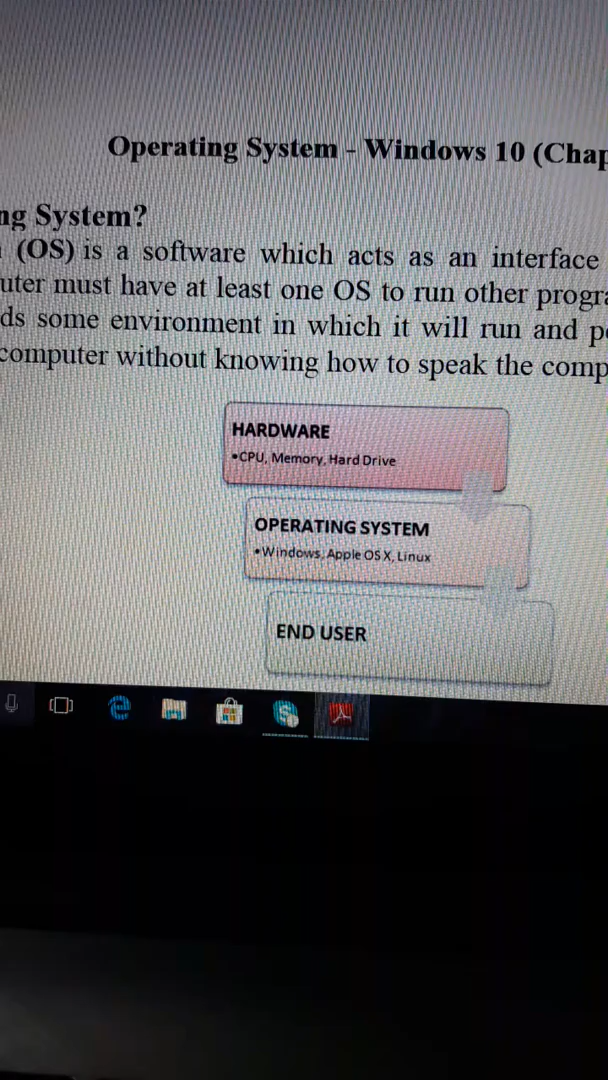 Operating System - Windows 10 (Chap
ng System?
(OS) is a software which acts as an interface
uter must have at least one OS to run other progra
ds some environment in which it will run and pe
computer without knowing how to speak the comp
HARDWARE
•CPU, Memory, Hard Drive
OPERATING SYSTEM
•Windows, Apple OS X, Linux
END USER